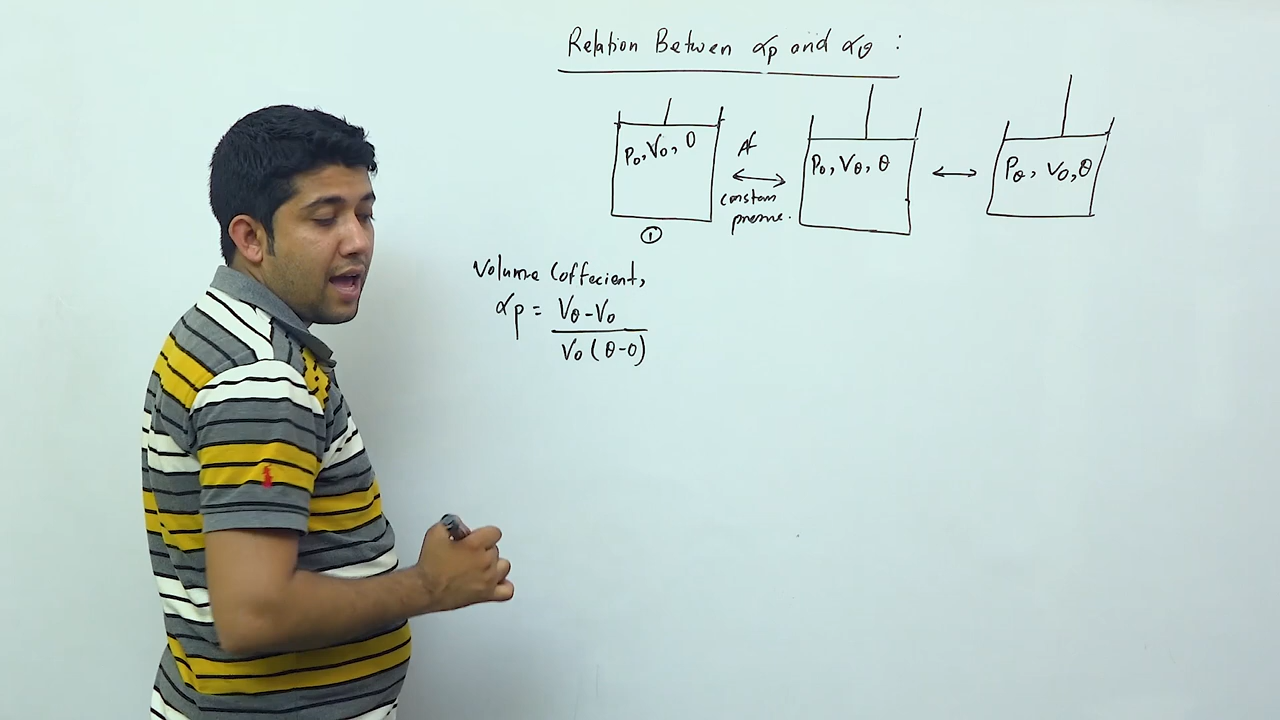 Relation Betwen αp and αθ :
P0, V0, 0
At
constan
pressure.
P0, Vθ, θ
Pθ, V0, θ
①
Volume Coffecient,
αp = Vθ - V0
V0 (θ-0)